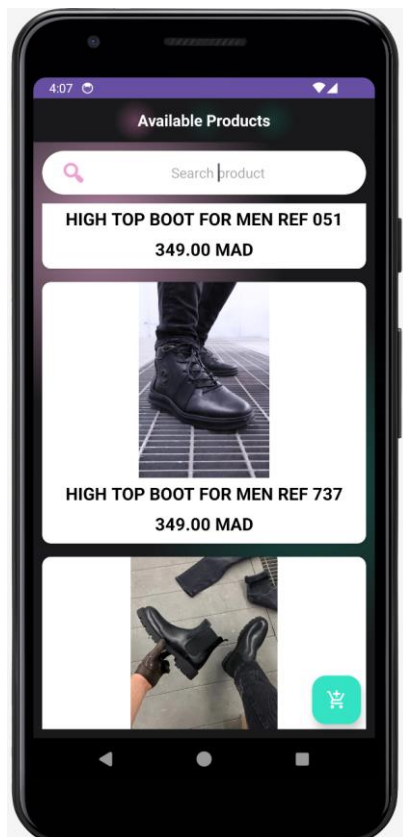 4:07
Available Products
Search product
HIGH TOP BOOT FOR MEN REF 051
349.00 MAD
HIGH TOP BOOT FOR MEN REF 737
349.00 MAD